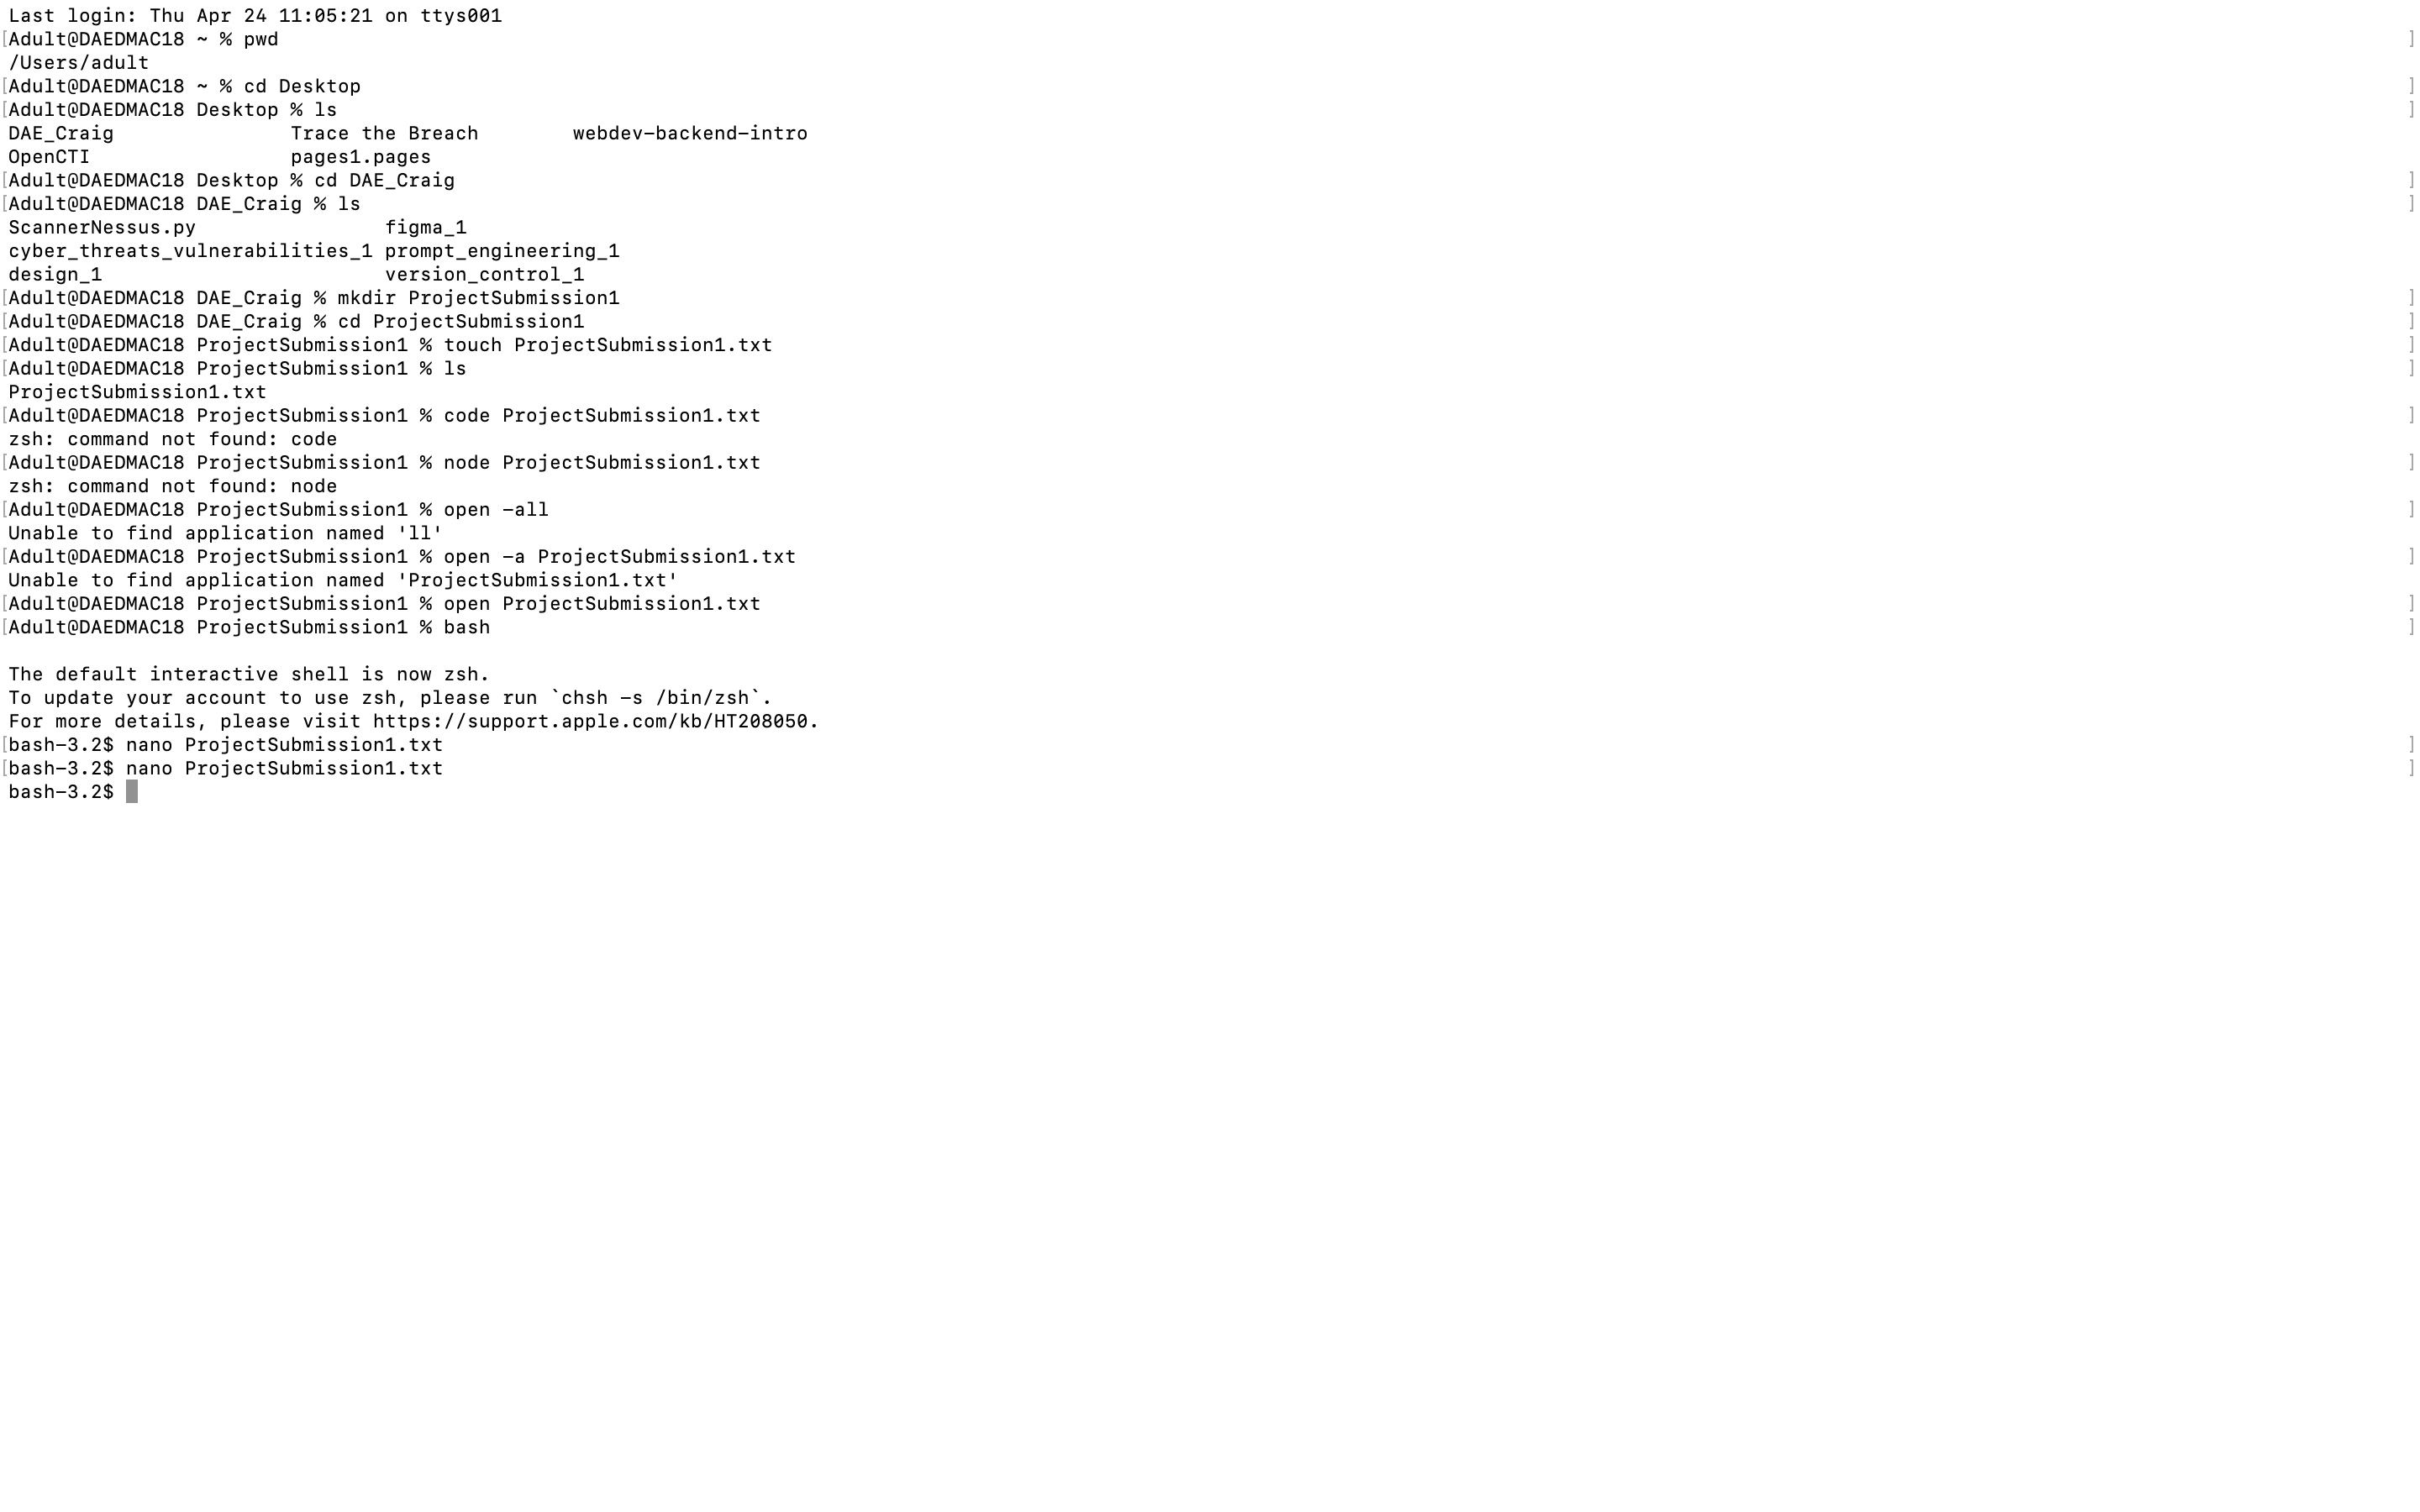 Last login: Thu Apr 24 11:05:21 on ttys001
[Adult@DAEDMAC18 ~ % pwd ]
/Users/adult
[Adult@DAEDMAC18 ~ % cd Desktop ]
[Adult@DAEDMAC18 Desktop % ls ]
DAE_Craig               Trace the Breach        webdev-backend-intro
OpenCTI                 pages1.pages
[Adult@DAEDMAC18 Desktop % cd DAE_Craig ]
[Adult@DAEDMAC18 DAE_Craig % ls ]
ScannerNessus.py                figma_1
cyber_threats_vulnerabilities_1 prompt_engineering_1
design_1                        version_control_1
[Adult@DAEDMAC18 DAE_Craig % mkdir ProjectSubmission1 ]
[Adult@DAEDMAC18 DAE_Craig % cd ProjectSubmission1 ]
[Adult@DAEDMAC18 ProjectSubmission1 % touch ProjectSubmission1.txt ]
[Adult@DAEDMAC18 ProjectSubmission1 % ls ]
ProjectSubmission1.txt
[Adult@DAEDMAC18 ProjectSubmission1 % code ProjectSubmission1.txt ]
zsh: command not found: code
[Adult@DAEDMAC18 ProjectSubmission1 % node ProjectSubmission1.txt ]
zsh: command not found: node
[Adult@DAEDMAC18 ProjectSubmission1 % open -all ]
Unable to find application named 'll'
[Adult@DAEDMAC18 ProjectSubmission1 % open -a ProjectSubmission1.txt ]
Unable to find application named 'ProjectSubmission1.txt'
[Adult@DAEDMAC18 ProjectSubmission1 % open ProjectSubmission1.txt ]
[Adult@DAEDMAC18 ProjectSubmission1 % bash ]
The default interactive shell is now zsh.
To update your account to use zsh, please run `chsh -s /bin/zsh`.
For more details, please visit https://support.apple.com/kb/HT208050.
[bash-3.2$ nano ProjectSubmission1.txt ]
[bash-3.2$ nano ProjectSubmission1.txt ]
bash-3.2$